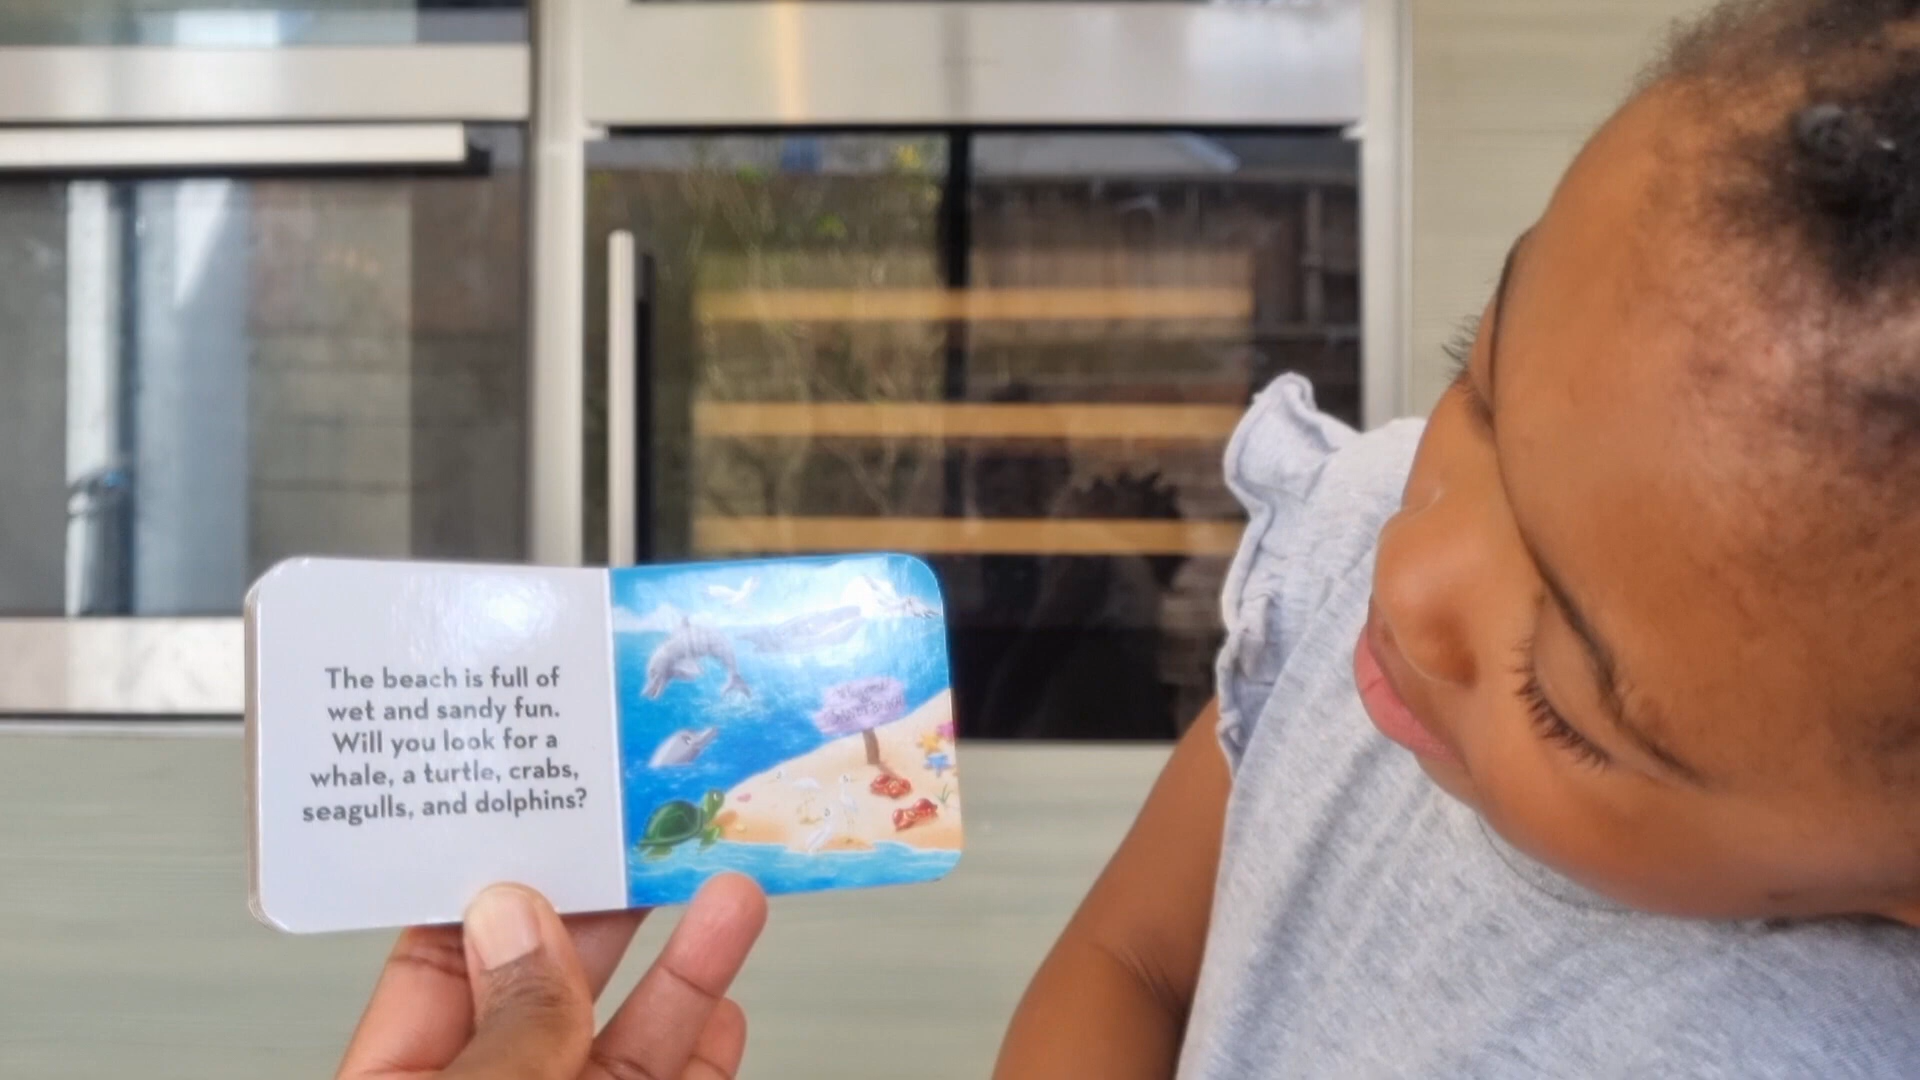 The beach is full of
wet and sandy fun.
Will you look for a
whale, a turtle, crabs,
seagulls, and dolphins?